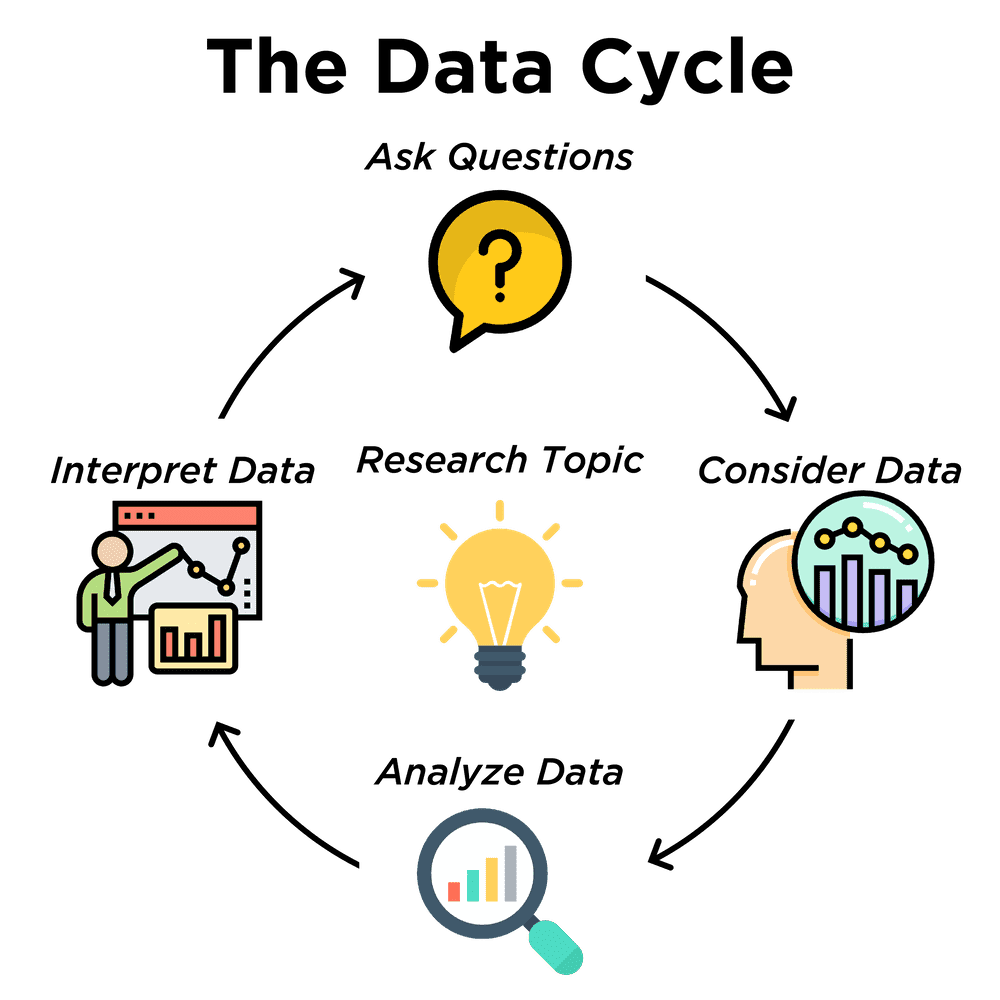 The Data Cycle
Ask Questions
?
Interpret Data
Research Topic
Consider Data
Analyze Data